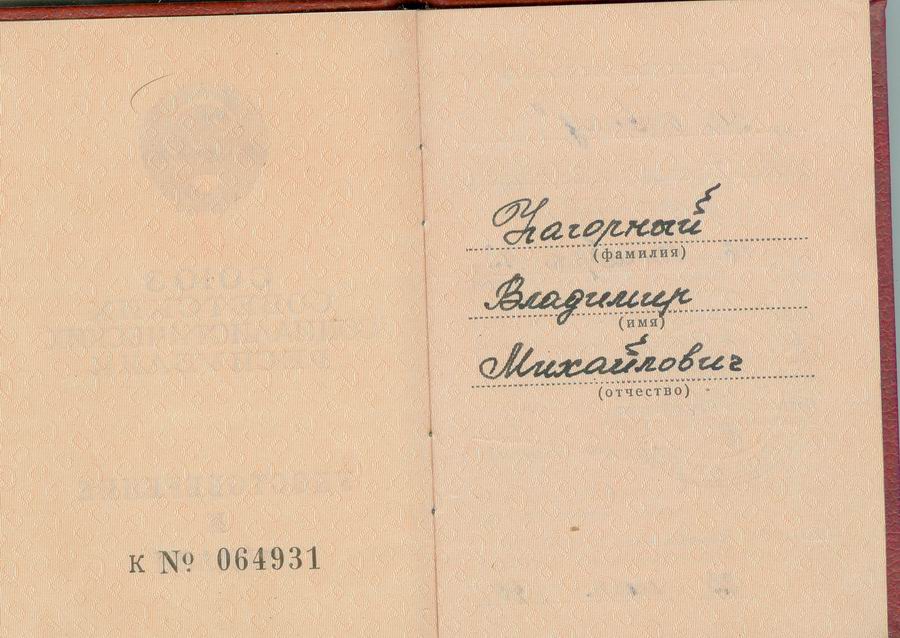 К № 064931
Нагорный
(фамилия)
Владимир
(имя)
Михайлович
(отчество)